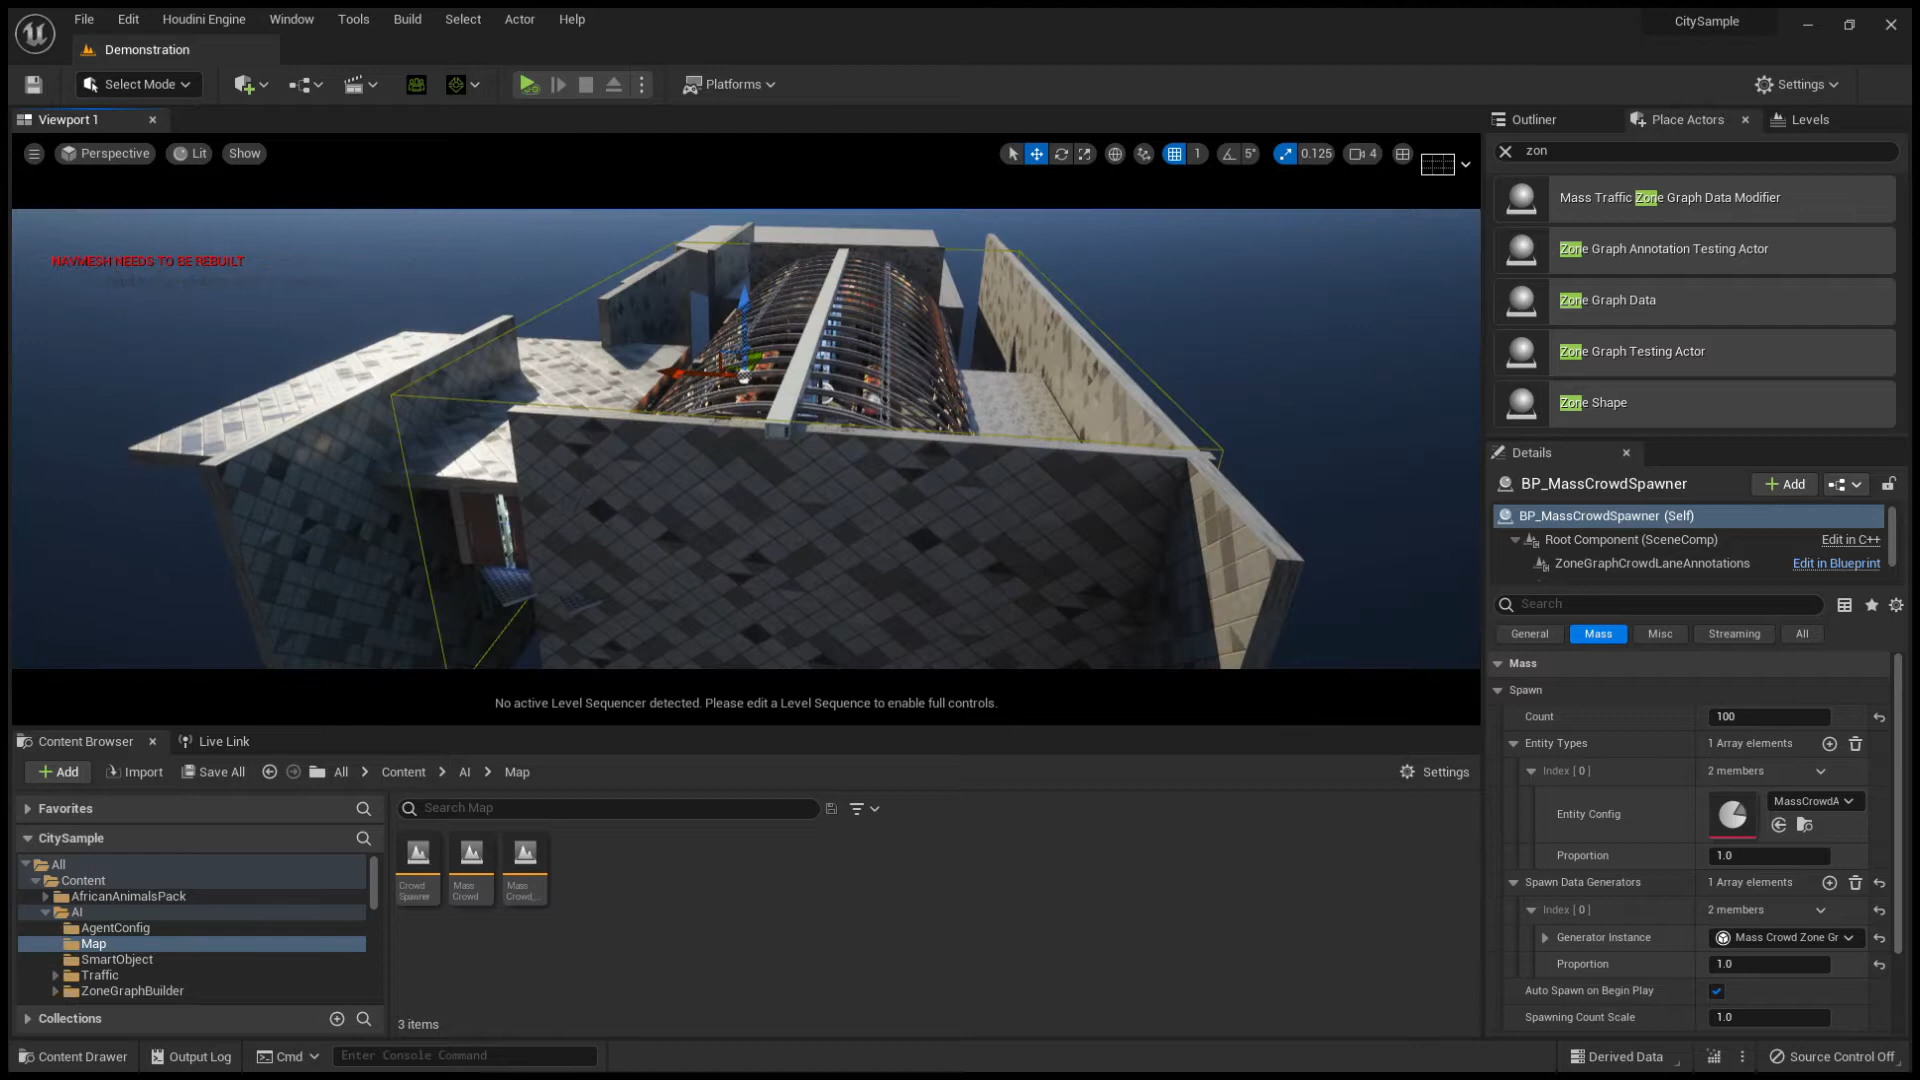 File Edit Houdini Engine Window Tools Build Select Actor Help
CitySample
Demonstration
Select Mode
Platforms
Settings
Viewport 1
Outliner
Place Actors
Levels
Perspective
Lit
Show
1
5°
0.125
4
zon
Mass Traffic Zone Graph Data Modifier
Zone Graph Annotation Testing Actor
Zone Graph Data
Zone Graph Testing Actor
Zone Shape
NAVMESH NEEDS TO BE REBUILT
No active Level Sequencer detected. Please edit a Level Sequence to enable full controls.
Details
BP_MassCrowdSpawner
Add
BP_MassCrowdSpawner (Self)
Root Component (SceneComp) Edit in C++
ZoneGraphCrowdLaneAnnotations Edit in Blueprint
Search
General Mass Misc Streaming All
Mass
Spawn
Count 100
Entity Types 1 Array elements
Index [ 0 ] 2 members
Entity Config MassCrowdA
Proportion 1.0
Spawn Data Generators 1 Array elements
Index [ 0 ] 2 members
Generator Instance Mass Crowd Zone Gr
Proportion 1.0
Auto Spawn on Begin Play
Spawning Count Scale 1.0
Content Browser
Live Link
Add Import Save All All Content AI Map Settings
Favorites
CitySample
All
Content
AfricanAnimalsPack
AI
AgentConfig
Map
SmartObject
Traffic
ZoneGraphBuilder
Collections
Search Map
Crowd Spawner
Mass Crowd
Mass Crowd_...
3 items
Content Drawer Output Log Cmd Enter Console Command Derived Data Source Control Off